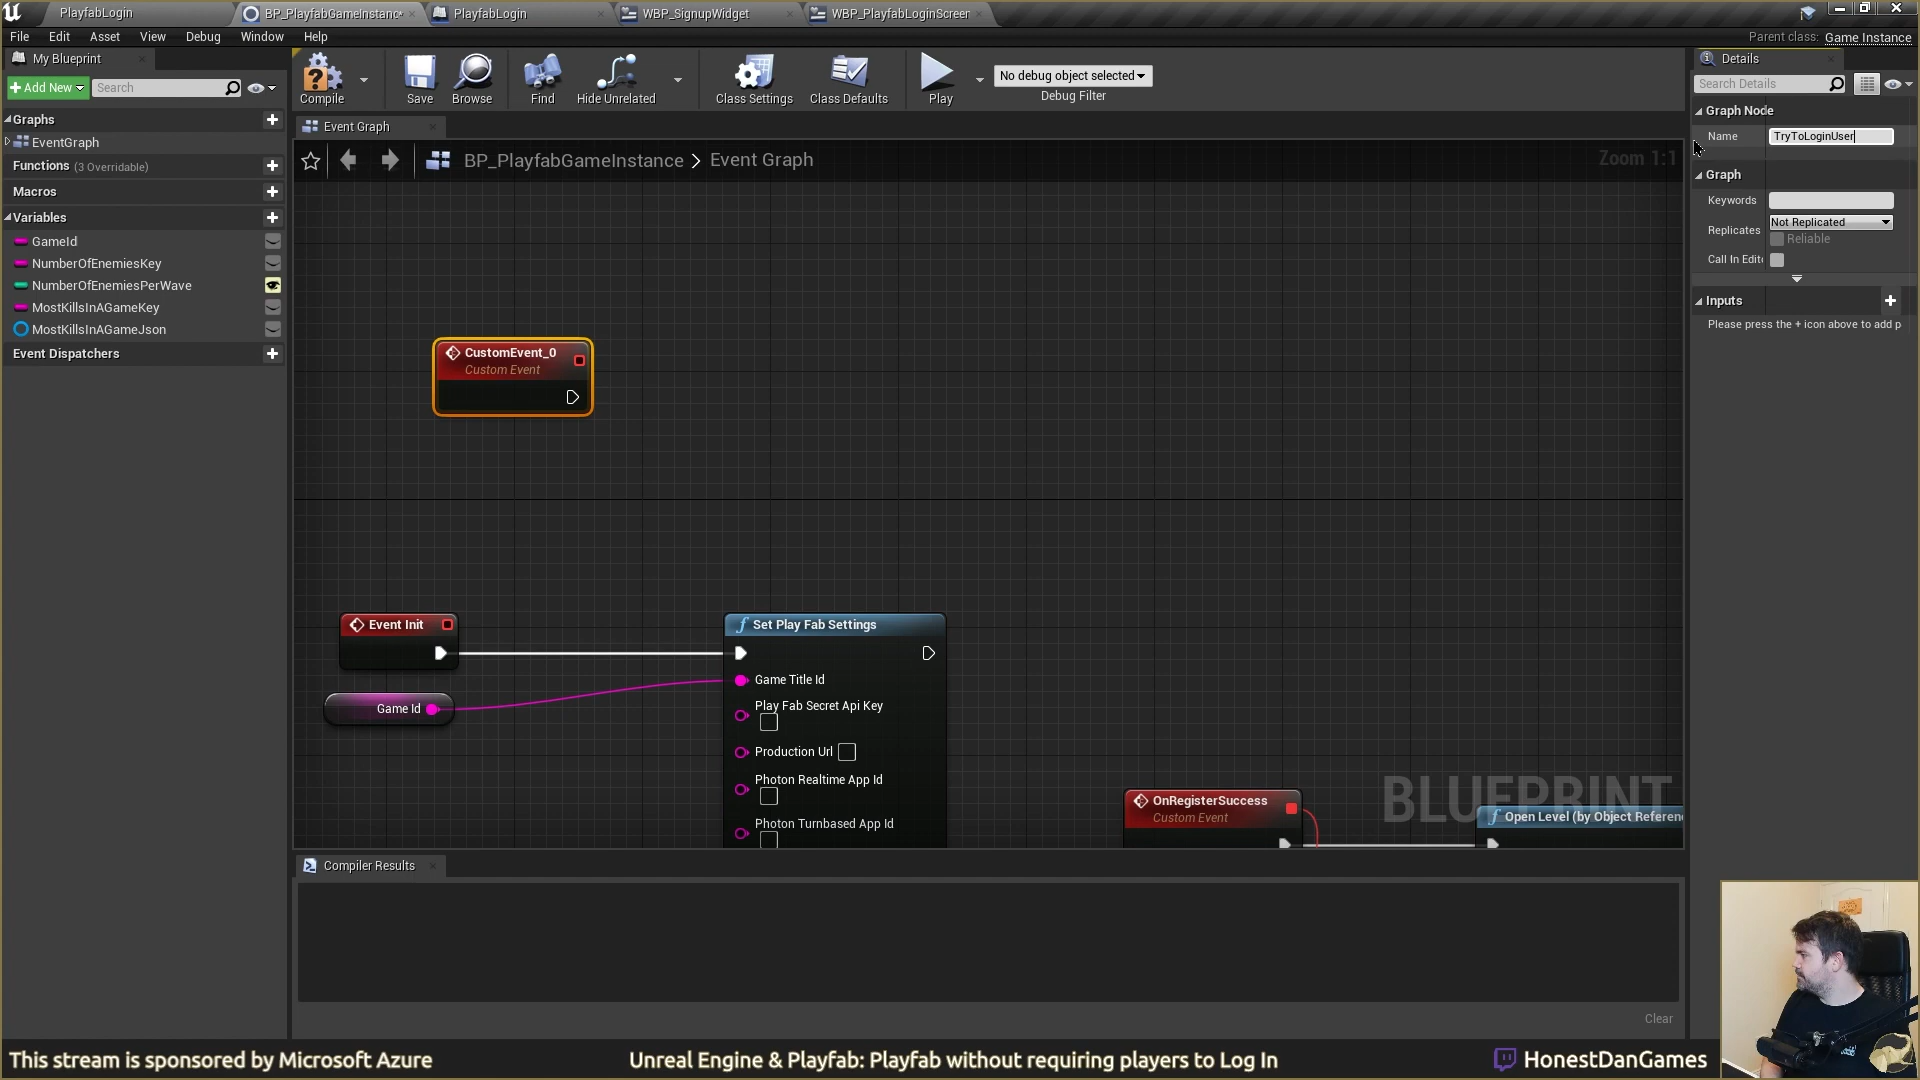 PlayfabLogin
BP_PlayfabGameInstanc
PlayfabLogin
WBP_SignupWidget
WBP_PlayfabLoginScreen
File Edit Asset View Debug Window Help
Parent class: Game Instance
My Blueprint
Add New
Search
Graphs
EventGraph
Functions (3 Overridable)
Macros
Variables
GameId
NumberOfEnemiesKey
NumberOfEnemiesPerWave
MostKillsInAGameKey
MostKillsInAGameJson
Event Dispatchers
Compile
Save
Browse
Find
Hide Unrelated
Class Settings
Class Defaults
Play
No debug object selected
Debug Filter
Event Graph
BP_PlayfabGameInstance > Event Graph
Zoom 1:1
CustomEvent_0
Custom Event
Event Init
Game Id
Set Play Fab Settings
Game Title Id
Play Fab Secret Api Key
Production Url
Photon Realtime App Id
Photon Turnbased App Id
OnRegisterSuccess
Custom Event
Open Level (by Object Referen
BLUEPRINT
Compiler Results
Clear
Details
Search Details
Graph Node
Name TryToLoginUser
Graph
Keywords
Replicates Not Replicated
Reliable
Call In Edit
Inputs
Please press the + icon above to add p
This stream is sponsored by Microsoft Azure
Unreal Engine & Playfab: Playfab without requiring players to Log In
HonestDanGames